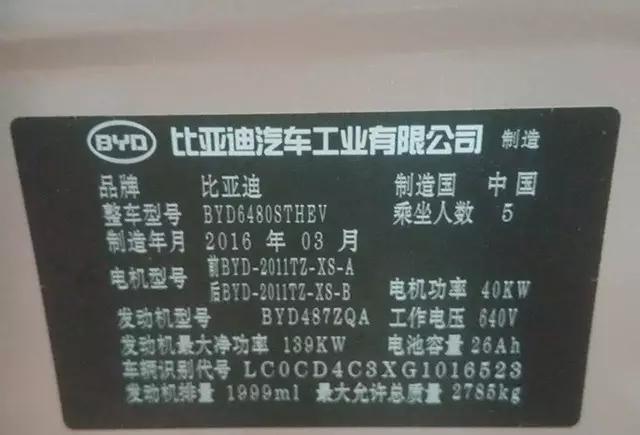 BYD 比亚迪汽车工业有限公司 制造
品牌 比亚迪 制造国 中国
整车型号 BYD6480STHEV 乘坐人数 5
制造年月 2016 年 03 月
电机型号 前BYD-2011TZ-XS-A
后BYD-2011TZ-XS-B 电机功率 40KW
发动机型号 BYD487ZQA 工作电压 640V
发动机最大净功率 139KW 电池容量 26Ah
车辆识别代号 LC0CD4C3XG1016523
发动机排量 1999ml 最大允许总质量 2785kg